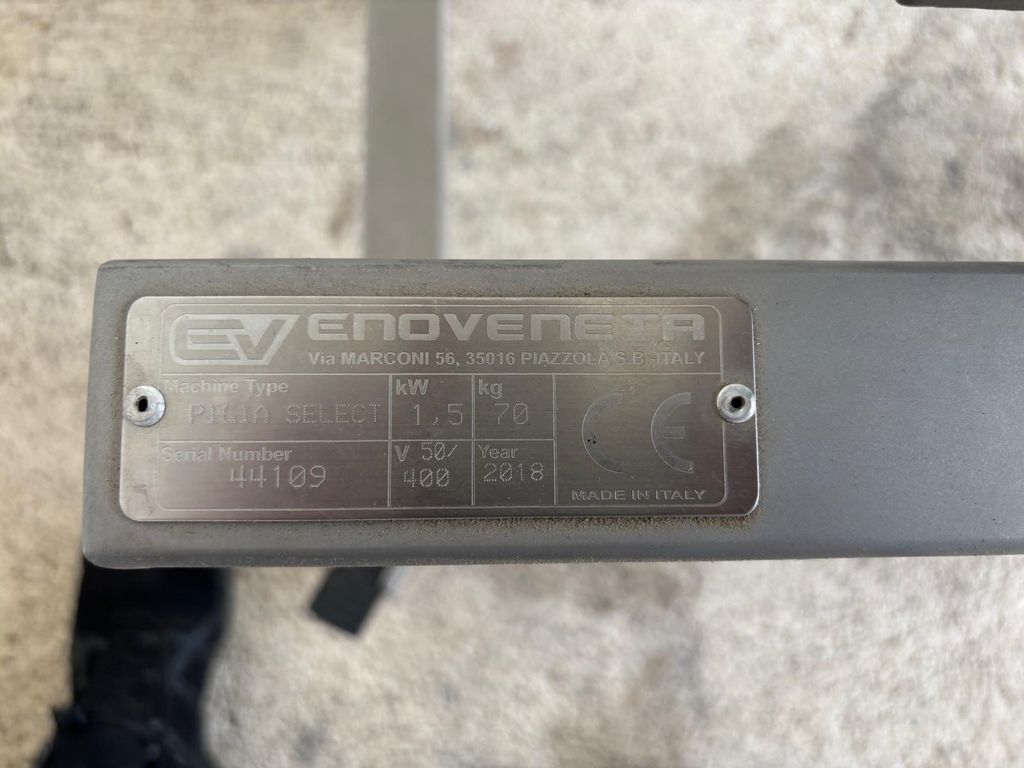 EV ENOVENETA
Via MARCONI 56, 35016 PIAZZOLA S.B.-ITALY
Machine Type
PIGIA SELECT
kW
1,5
kg
70
Serial Number
44109
V 50/
400
Year
2018
CE
MADE IN ITALY